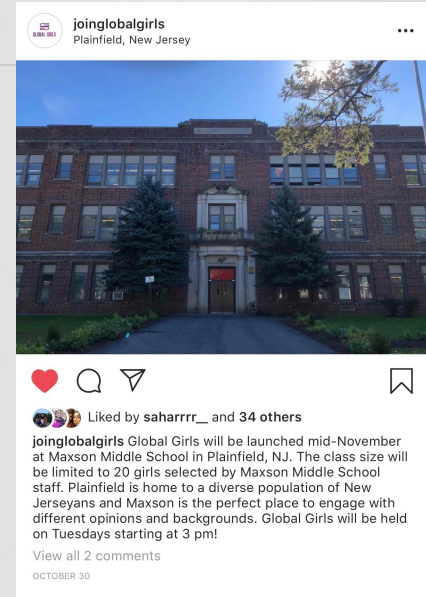 GLOBAL GIRLS
joinglobalgirls
Plainfield, New Jersey
Liked by saharrrr__ and 34 others
joinglobalgirls Global Girls will be launched mid-November
at Maxson Middle School in Plainfield, NJ. The class size will
be limited to 20 girls selected by Maxson Middle School
staff. Plainfield is home to a diverse population of New
Jerseyans and Maxson is the perfect place to engage with
different opinions and backgrounds. Global Girls will be held
on Tuesdays starting at 3 pm!
View all 2 comments
OCTOBER 30